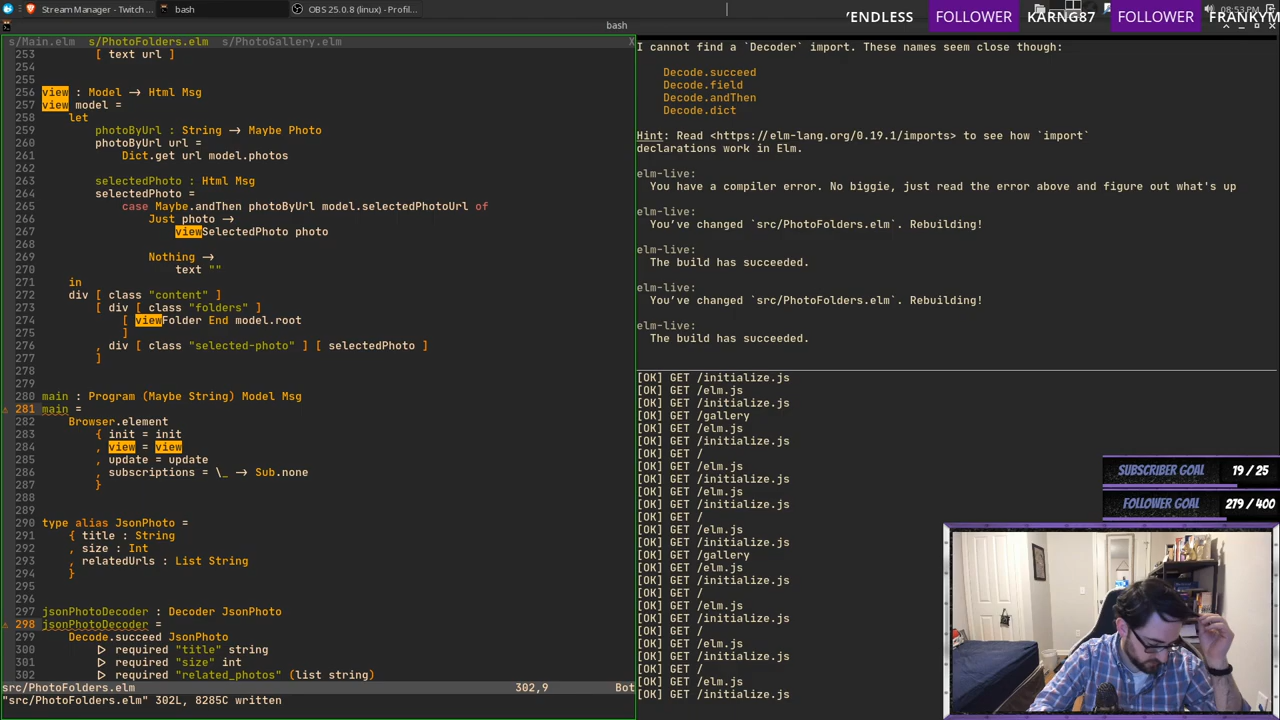 Stream Manager - Twitch ...
bash
OBS 25.0.8 (linux) - Profil...
08:53 PM
bash
'ENDLESS
FOLLOWER
KARNG87
FOLLOWER
FRANKYM
s/Main.elm s/PhotoFolders.elm s/PhotoGallery.elm X
253 [ text url ]
254
255
256 view : Model → Html Msg
257 view model =
258 let
259 photoByUrl : String → Maybe Photo
260 photoByUrl url =
261 Dict.get url model.photos
262
263 selectedPhoto : Html Msg
264 selectedPhoto =
265 case Maybe.andThen photoByUrl model.selectedPhotoUrl of
266 Just photo →
267 viewSelectedPhoto photo
268
269 Nothing →
270 text ""
271 in
272 div [ class "content" ]
273 [ div [ class "folders" ]
274 [ viewFolder End model.root
275 ]
276 , div [ class "selected-photo" ] [ selectedPhoto ]
277 ]
278
279
280 main : Program (Maybe String) Model Msg
281 main =
282 Browser.element
283 { init = init
284 , view = view
285 , update = update
286 , subscriptions = \_ → Sub.none
287 }
288
289
290 type alias JsonPhoto =
291 { title : String
292 , size : Int
293 , relatedUrls : List String
294 }
295
296
297 jsonPhotoDecoder : Decoder JsonPhoto
298 jsonPhotoDecoder =
299 Decode.succeed JsonPhoto
300 ▷ required "title" string
301 ▷ required "size" int
302 ▷ required "related_photos" (list string)
src/PhotoFolders.elm 302,9 Bot
"src/PhotoFolders.elm" 302L, 8285C written
I cannot find a `Decoder` import. These names seem close though:
Decode.succeed
Decode.field
Decode.andThen
Decode.dict
Hint: Read <https://elm-lang.org/0.19.1/imports> to see how `import`
declarations work in Elm.
elm-live:
You have a compiler error. No biggie, just read the error above and figure out what's up
elm-live:
You've changed `src/PhotoFolders.elm`. Rebuilding!
elm-live:
The build has succeeded.
elm-live:
You've changed `src/PhotoFolders.elm`. Rebuilding!
elm-live:
The build has succeeded.
[OK] GET /initialize.js
[OK] GET /elm.js
[OK] GET /initialize.js
[OK] GET /gallery
[OK] GET /elm.js
[OK] GET /initialize.js
[OK] GET /
[OK] GET /elm.js
[OK] GET /initialize.js
[OK] GET /elm.js
[OK] GET /initialize.js
[OK] GET /
[OK] GET /elm.js
[OK] GET /initialize.js
[OK] GET /gallery
[OK] GET /elm.js
[OK] GET /initialize.js
[OK] GET /
[OK] GET /elm.js
[OK] GET /initialize.js
[OK] GET /
[OK] GET /elm.js
[OK] GET /initialize.js
[OK] GET /
[OK] GET /elm.js
[OK] GET /initialize.js
SUBSCRIBER GOAL 19 / 25
FOLLOWER GOAL 279 / 400